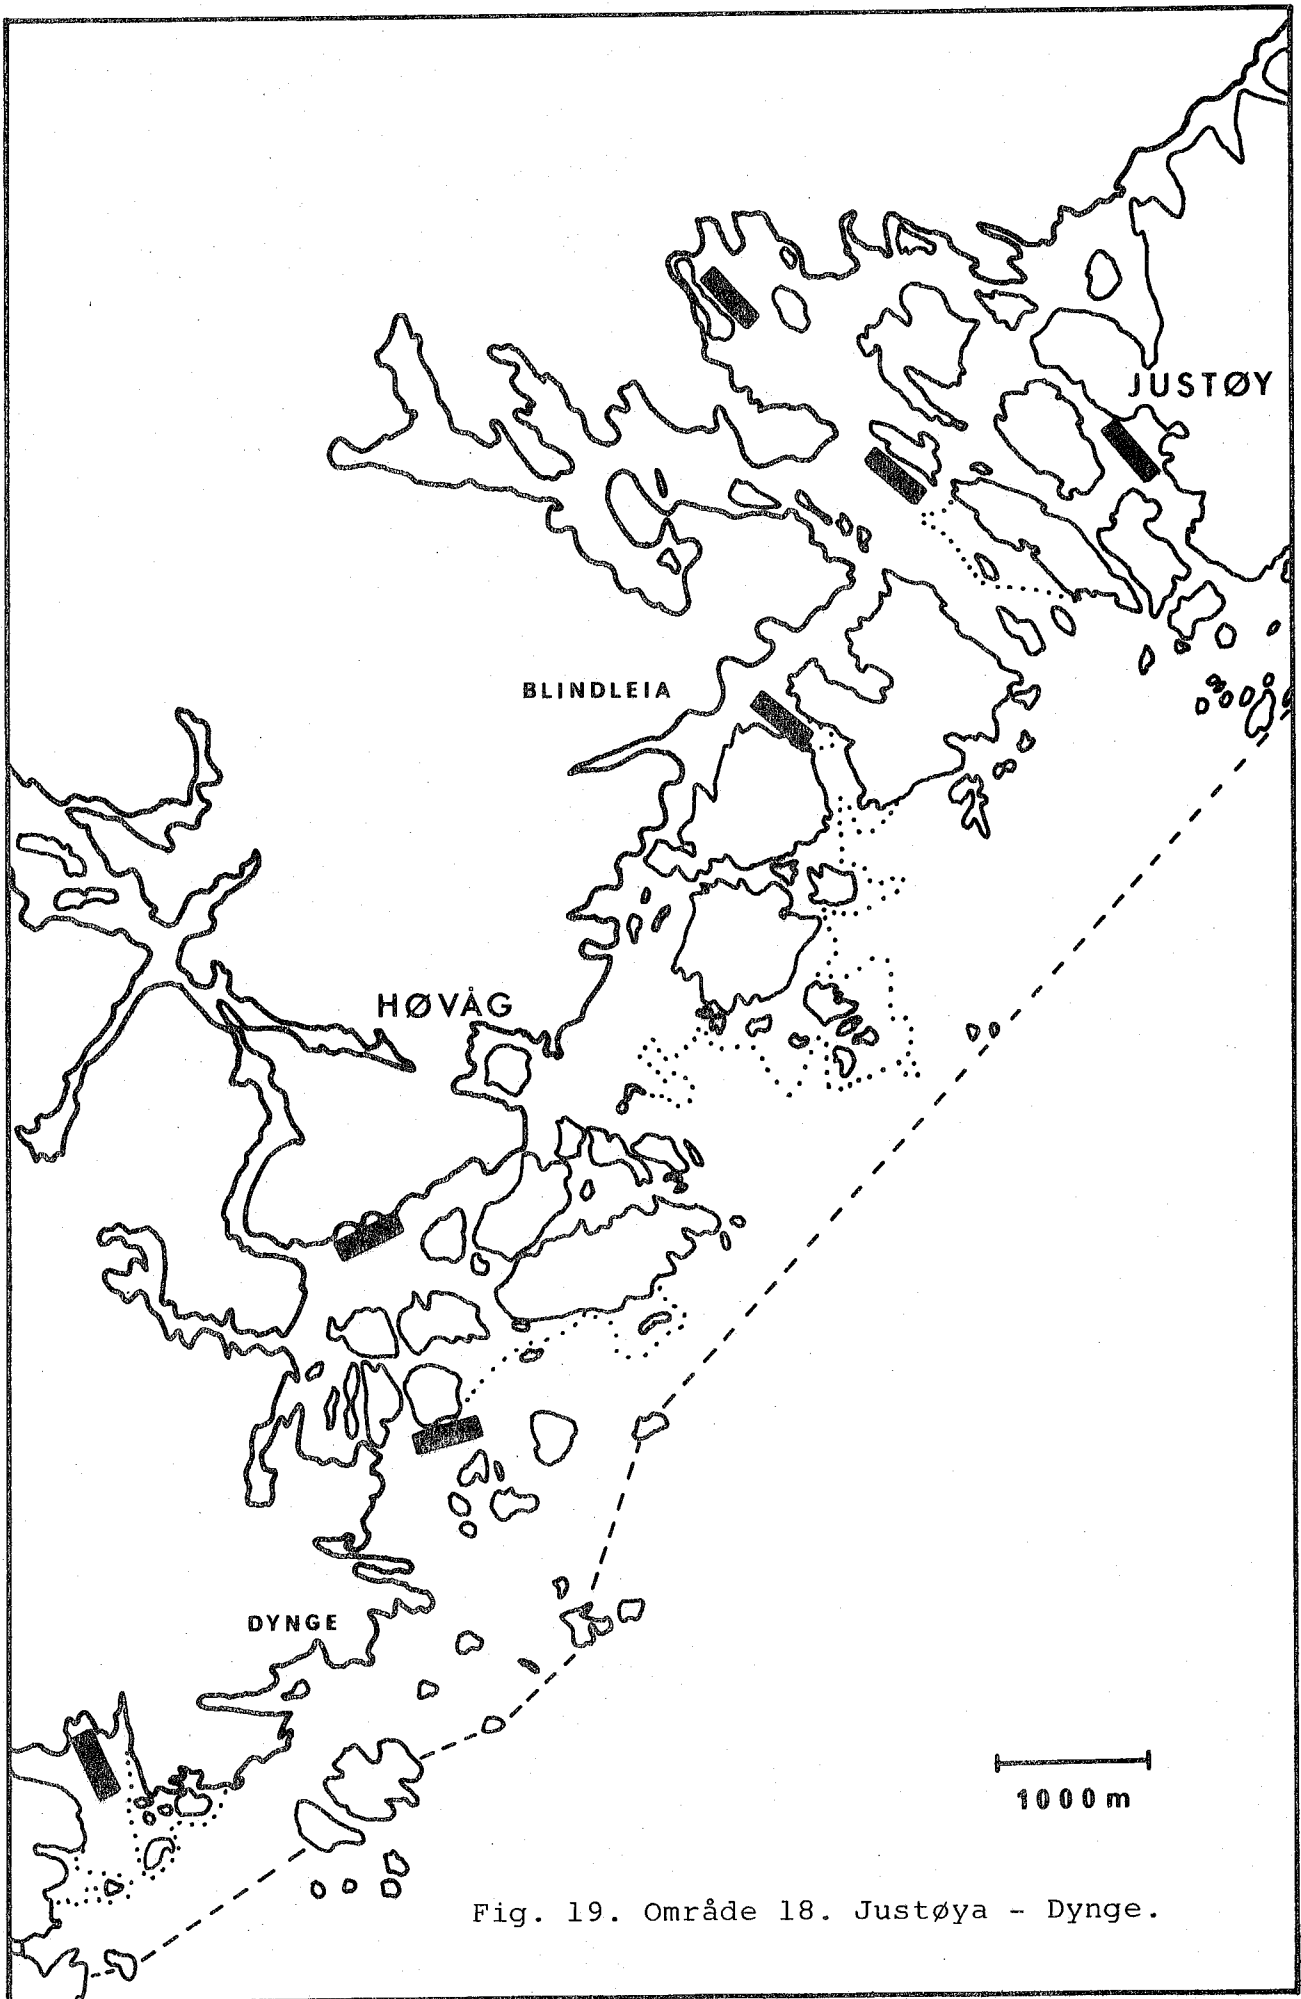 JUSTØY
BLINDLEIA
HØVÅG
DYNGE
1000 m
Fig. 19. Område 18. Justøya - Dynge.